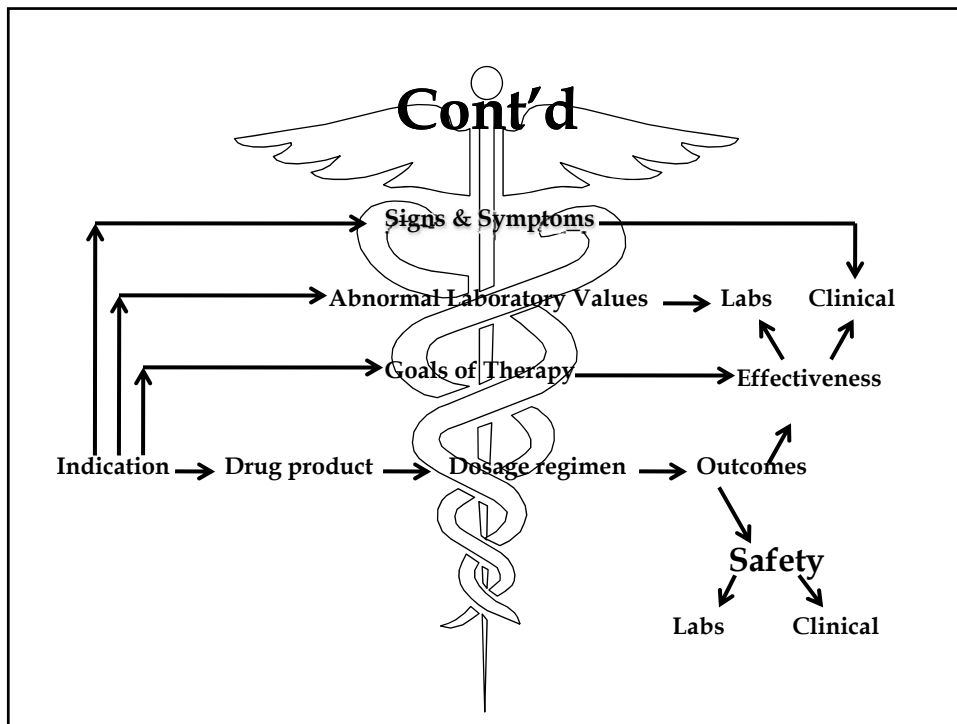 Cont'd
Signs & Symptoms
Abnormal Laboratory Values Labs Clinical
Goals of Therapy Effectiveness
Indication Drug product Dosage regimen Outcomes
Safety
Labs Clinical